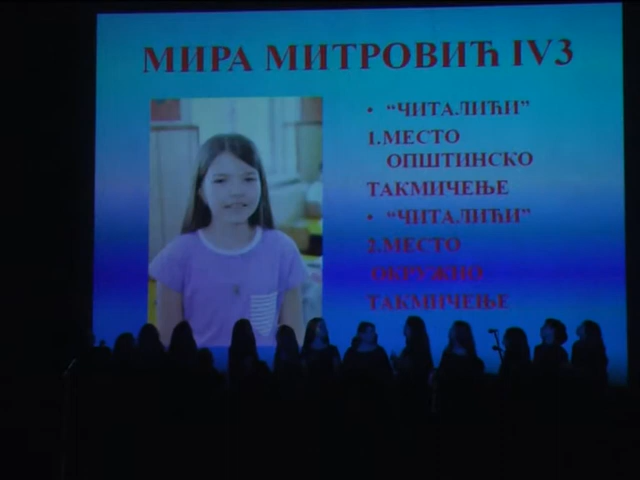 МИРА МИТРОВИЋ IV3
• “ЧИТАЛИЋИ”
1.МЕСТО
ОПШТИНСКО
ТАКМИЧЕЊЕ
• “ЧИТАЛИЋИ”
2.МЕСТО
ОКРУЖНО
ТАКМИЧЕЊЕ